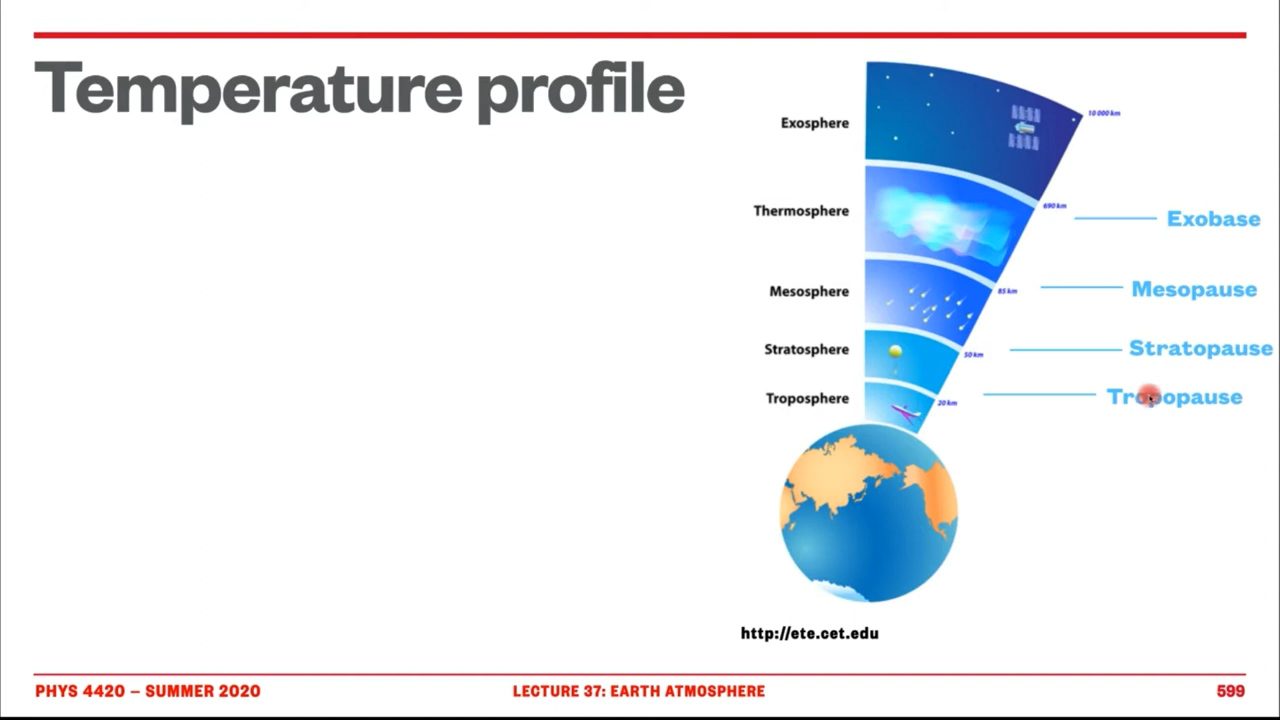 Temperature profile
Exosphere
10 000 km
Thermosphere
690 km
Exobase
Mesosphere
85 km
Mesopause
Stratosphere
50 km
Stratopause
Troposphere
20 km
Tropopause
http://ete.cet.edu
PHYS 4420 – SUMMER 2020
LECTURE 37: EARTH ATMOSPHERE
599